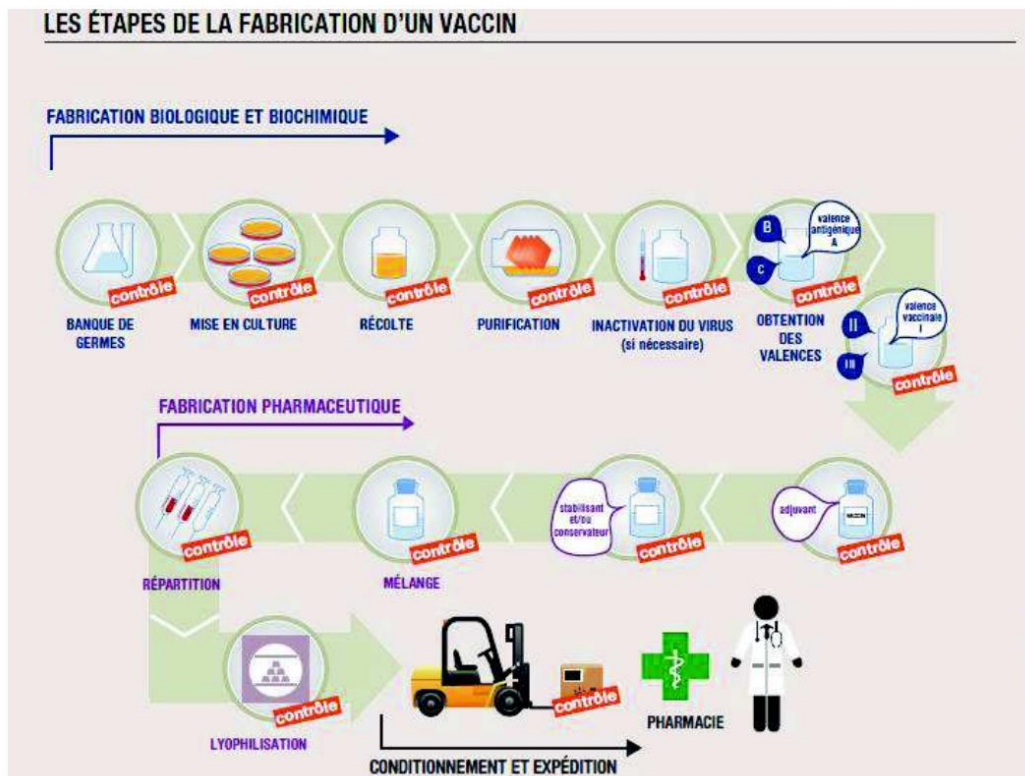 LES ÉTAPES DE LA FABRICATION D'UN VACCIN
FABRICATION BIOLOGIQUE ET BIOCHIMIQUE
contrôle
BANQUE DE
GERMES
contrôle
MISE EN CULTURE
contrôle
RÉCOLTE
contrôle
PURIFICATION
contrôle
INACTIVATION DU VIRUS
(si nécessaire)
B
C
valence
antigénique
A
contrôle
OBTENTION
DES
VALENCES
II
III
valence
vaccinale
I
contrôle
FABRICATION PHARMACEUTIQUE
contrôle
RÉPARTITION
contrôle
MÉLANGE
stabilisant
et/ou
conservateur
contrôle
adjuvant
contrôle
contrôle
LYOPHILISATION
contrôle
PHARMACIE
CONDITIONNEMENT ET EXPÉDITION